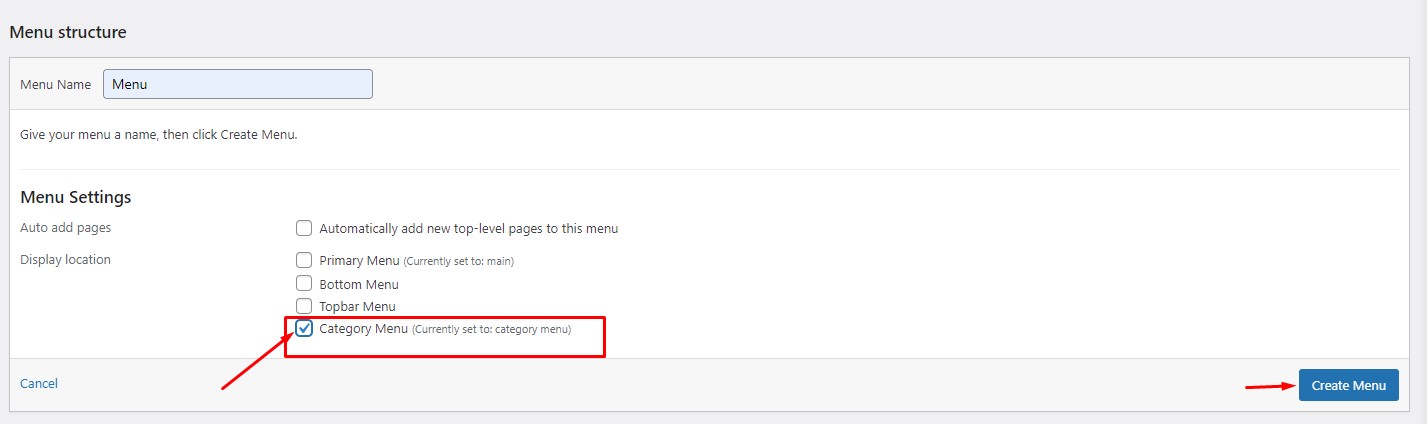 Menu structure
Menu Name Menu
Give your menu a name, then click Create Menu.
Menu Settings
Auto add pages Automatically add new top-level pages to this menu
Display location Primary Menu (Currently set to: main)
Bottom Menu
Topbar Menu
Category Menu (Currently set to: category menu)
Cancel Create Menu